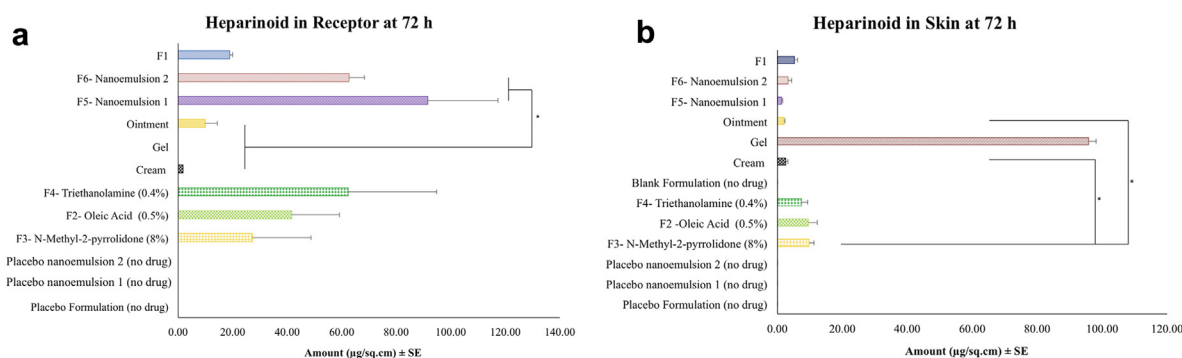 a
Heparinoid in Receptor at 72 h
F1
F6- Nanoemulsion 2
F5- Nanoemulsion 1
Ointment
Gel
Cream
F4- Triethanolamine (0.4%)
F2- Oleic Acid (0.5%)
F3- N-Methyl-2-pyrrolidone (8%)
Placebo nanoemulsion 2 (no drug)
Placebo nanoemulsion 1 (no drug)
Placebo Formulation (no drug)
*
0.00 20.00 40.00 60.00 80.00 100.00 120.00 140.00
Amount (µg/sq.cm) ± SE
b
Heparinoid in Skin at 72 h
F1
F6- Nanoemulsion 2
F5- Nanoemulsion 1
Ointment
Gel
Cream
Blank Formulation (no drug)
F4- Triethanolamine (0.4%)
F2 -Oleic Acid (0.5%)
F3- N-Methyl-2-pyrrolidone (8%)
Placebo nanoemulsion 2 (no drug)
Placebo nanoemulsion 1 (no drug)
Placebo Formulation (no drug)
* *
0.00 20.00 40.00 60.00 80.00 100.00 120.00
Amount (µg/sq.cm) ± SE